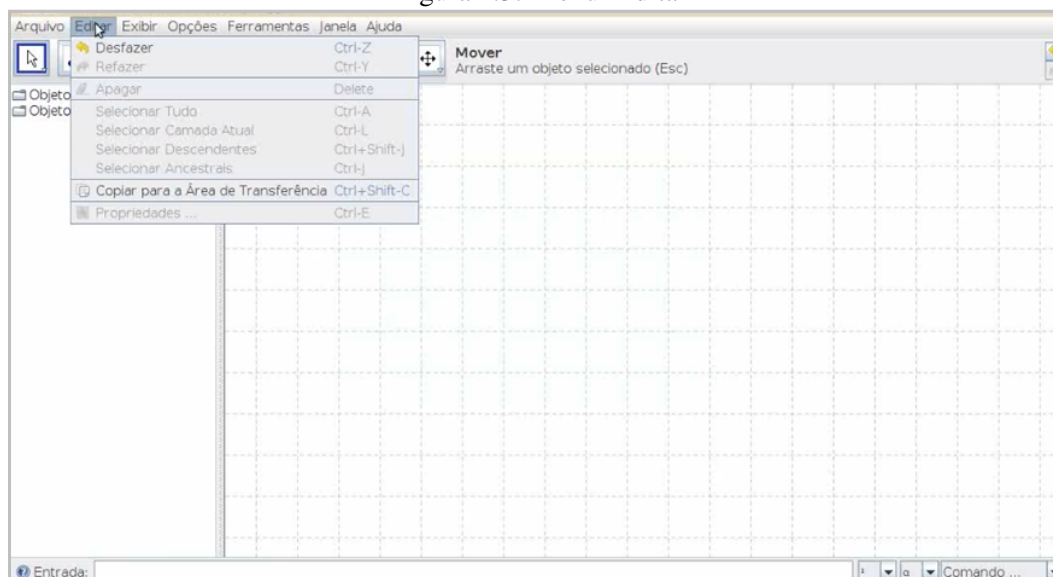 Arquivo Editar Exibir Opções Ferramentas Janela Ajuda
Desfazer Ctrl-Z
Refazer Ctrl-Y
Apagar Delete
Selecionar Tudo Ctrl-A
Selecionar Camada Atual Ctrl-L
Selecionar Descendentes Ctrl+Shift-J
Selecionar Ancestrais Ctrl-J
Copiar para a Área de Transferência Ctrl+Shift-C
Propriedades ... Ctrl-E
Mover
Arraste um objeto selecionado (Esc)
Objeto
Objeto
Entrada:
² α Comando ...